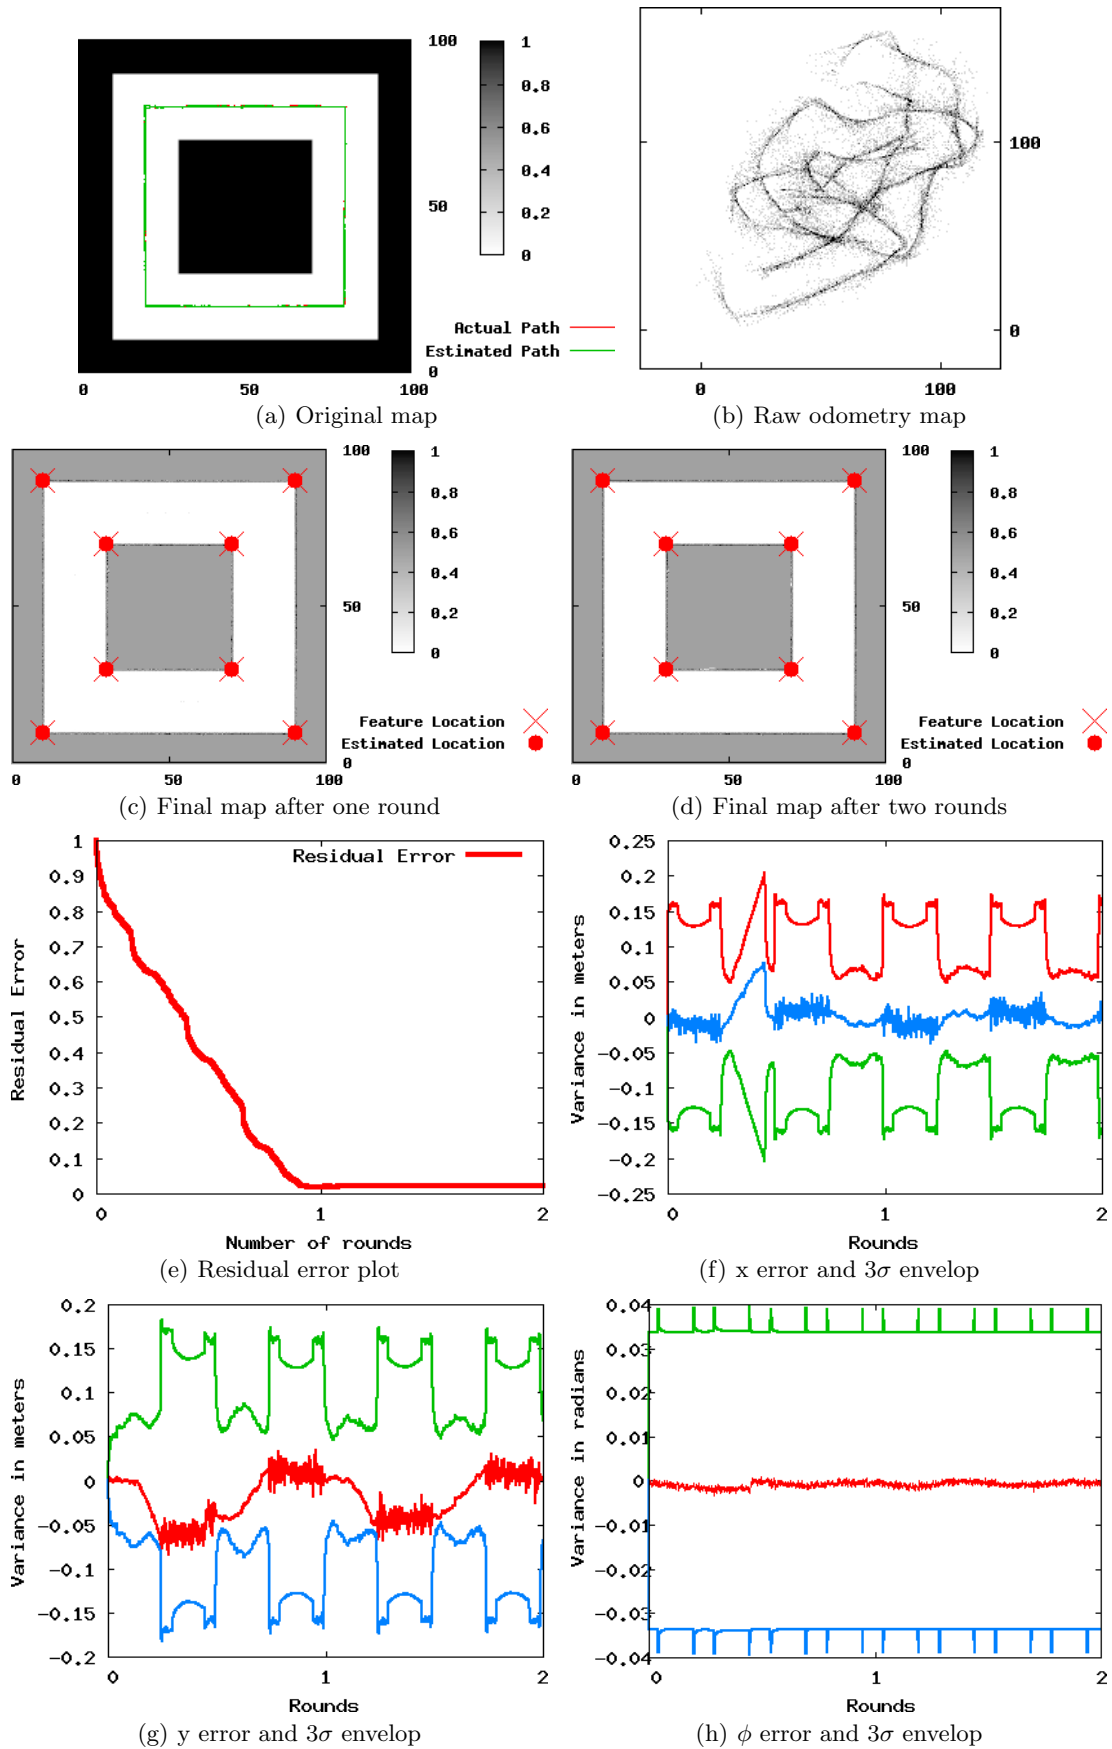 100
50
0
0 50 100
1
0.8
0.6
0.4
0.2
0
Actual Path
Estimated Path
(a) Original map
100
0
0 100
(b) Raw odometry map
100
50
0
0 50 100
1
0.8
0.6
0.4
0.2
0
Feature Location
Estimated Location
(c) Final map after one round
100
50
0
0 50 100
1
0.8
0.6
0.4
0.2
0
Feature Location
Estimated Location
(d) Final map after two rounds
1
0.9
0.8
0.7
0.6
0.5
0.4
0.3
0.2
0.1
0
Residual Error
Residual Error
0 1 2
Number of rounds
(e) Residual error plot
0.25
0.2
0.15
0.1
0.05
0
-0.05
-0.1
-0.15
-0.2
-0.25
Variance in meters
0 1 2
Rounds
(f) x error and 3σ envelop
0.2
0.15
0.1
0.05
0
-0.05
-0.1
-0.15
-0.2
Variance in meters
0 1 2
Rounds
(g) y error and 3σ envelop
0.04
0.03
0.02
0.01
0.01
0
-0.01
-0.01
-0.02
-0.03
-0.04
Variance in radians
0 1 2
Rounds
(h) ϕ error and 3σ envelop